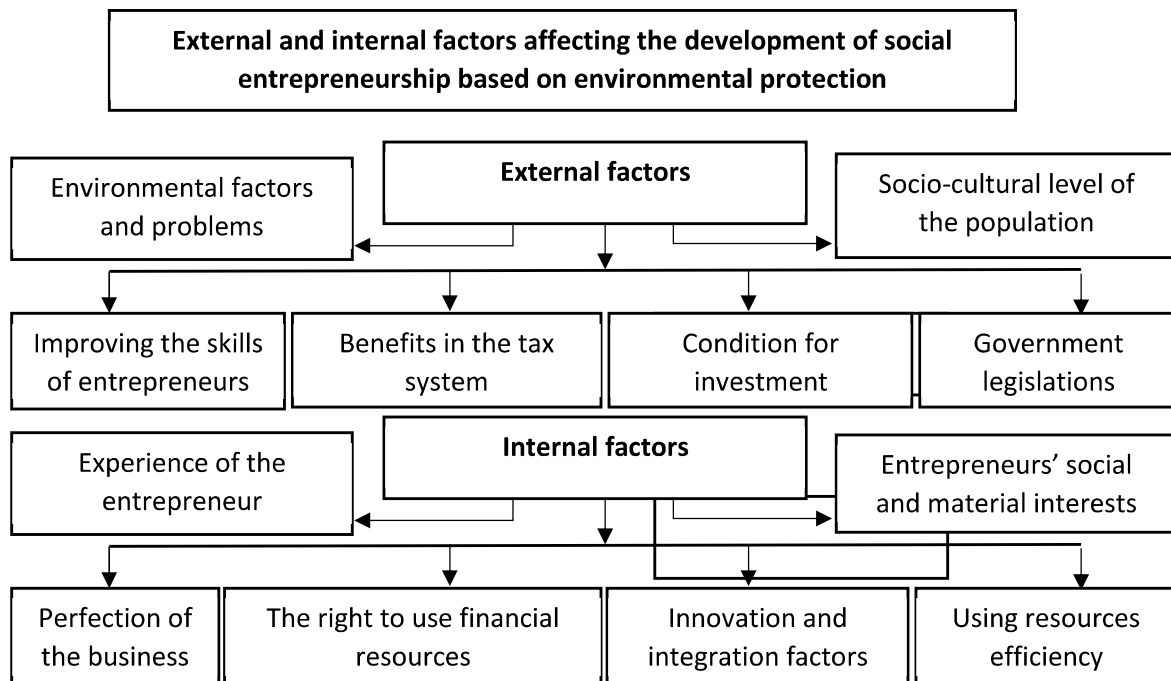 External and internal factors affecting the development of social
entrepreneurship based on environmental protection
External factors
Environmental factors
and problems
Socio-cultural level of
the population
Improving the skills
of entrepreneurs
Benefits in the tax
system
Condition for
investment
Government
legislations
Internal factors
Experience of the
entrepreneur
Entrepreneurs’ social
and material interests
Perfection of
the business
The right to use financial
resources
Innovation and
integration factors
Using resources
efficiency